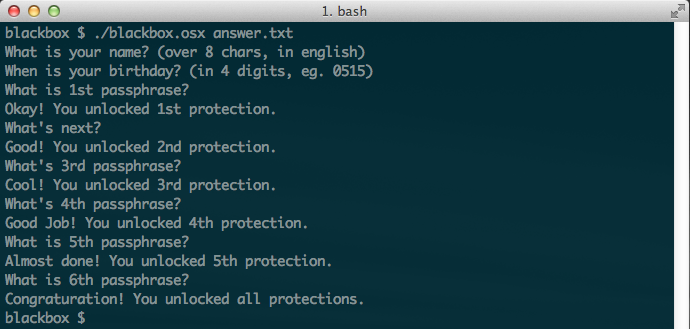 1. bash
blackbox $ ./blackbox.osx answer.txt
What is your name? (over 8 chars, in english)
When is your birthday? (in 4 digits, eg. 0515)
What is 1st passphrase?
Okay! You unlocked 1st protection.
What's next?
Good! You unlocked 2nd protection.
What's 3rd passphrase?
Cool! You unlocked 3rd protection.
What's 4th passphrase?
Good Job! You unlocked 4th protection.
What is 5th passphrase?
Almost done! You unlocked 5th protection.
What is 6th passphrase?
Congraturation! You unlocked all protections.
blackbox $